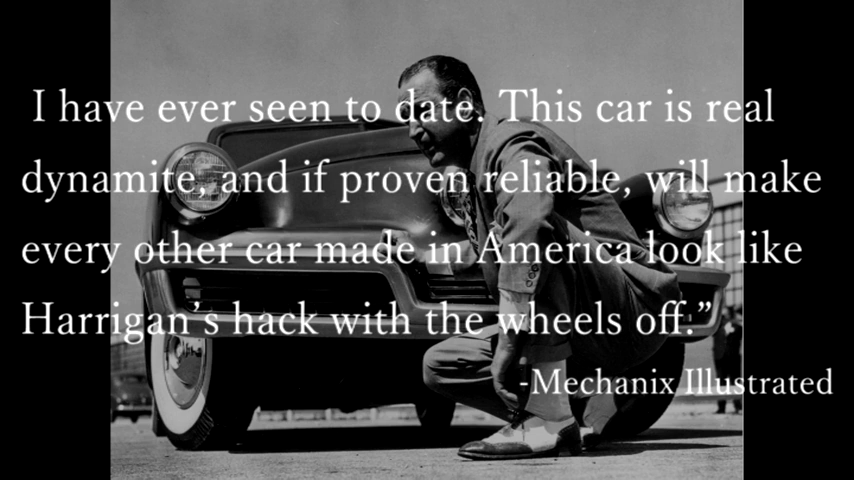 I have ever seen to date. This car is real
dynamite, and if proven reliable, will make
every other car made in America look like
Harrigan's hack with the wheels off.”
-Mechanix Illustrated